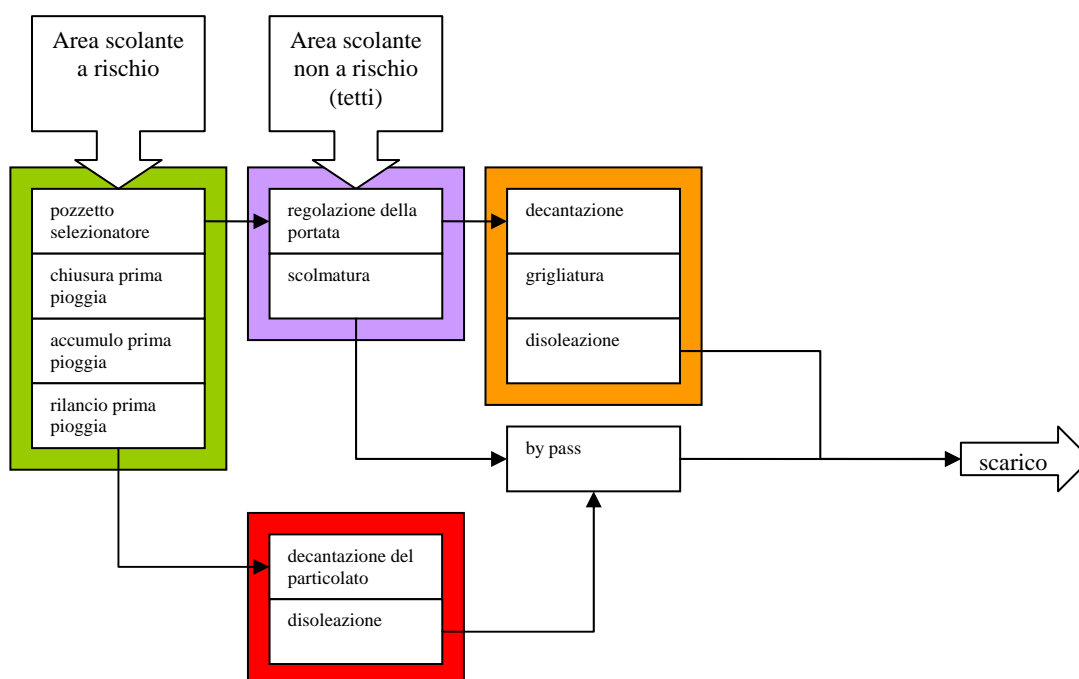 Area scolante
a rischio
Area scolante
non a rischio
(tetti)
pozzetto
selezionatore
chiusura prima
pioggia
accumulo prima
pioggia
rilancio prima
pioggia
regolazione della
portata
scolmatura
decantazione
grigliatura
disoleazione
by pass
scarico
decantazione del
particolato
disoleazione